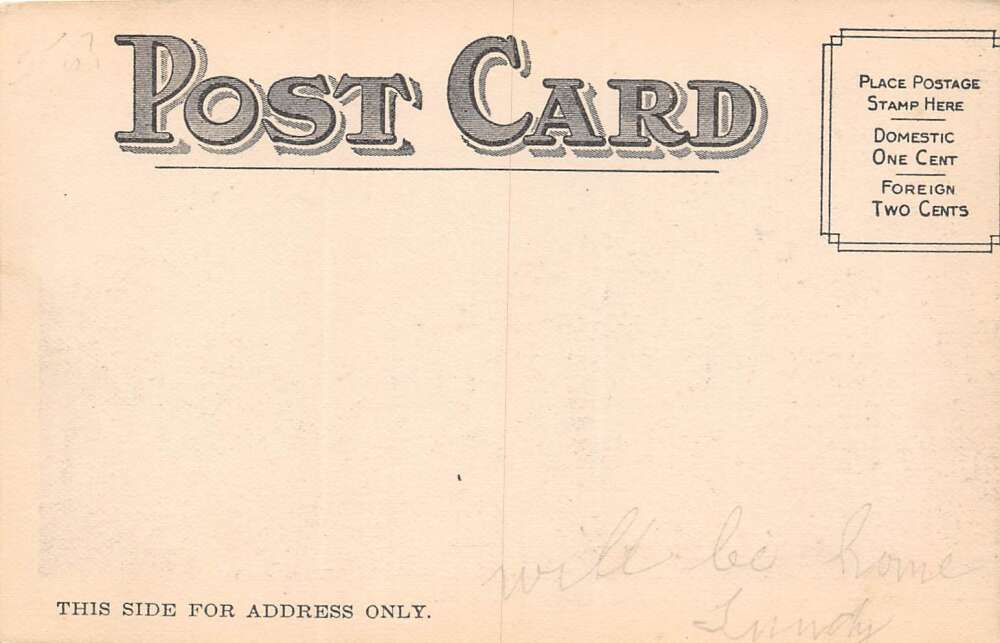 POST CARD
PLACE POSTAGE
STAMP HERE
DOMESTIC
ONE CENT
FOREIGN
TWO CENTS
will be home
THIS SIDE FOR ADDRESS ONLY.